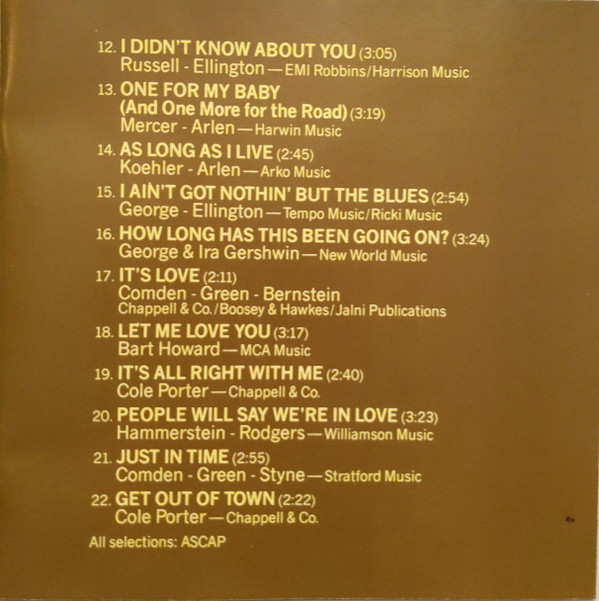 12. I DIDN'T KNOW ABOUT YOU (3:05)
Russell - Ellington — EMI Robbins/Harrison Music
13. ONE FOR MY BABY
(And One More for the Road) (3:19)
Mercer - Arlen — Harwin Music
14. AS LONG AS I LIVE (2:45)
Koehler - Arlen — Arko Music
15. I AIN'T GOT NOTHIN' BUT THE BLUES (2:54)
George - Ellington — Tempo Music/Ricki Music
16. HOW LONG HAS THIS BEEN GOING ON? (3:24)
George & Ira Gershwin — New World Music
17. IT'S LOVE (2:11)
Comden - Green - Bernstein
Chappell & Co./Boosey & Hawkes/Jalni Publications
18. LET ME LOVE YOU (3:17)
Bart Howard — MCA Music
19. IT'S ALL RIGHT WITH ME (2:40)
Cole Porter — Chappell & Co.
20. PEOPLE WILL SAY WE'RE IN LOVE (3:23)
Hammerstein - Rodgers — Williamson Music
21. JUST IN TIME (2:55)
Comden - Green - Styne — Stratford Music
22. GET OUT OF TOWN (2:22)
Cole Porter — Chappell & Co.
All selections: ASCAP